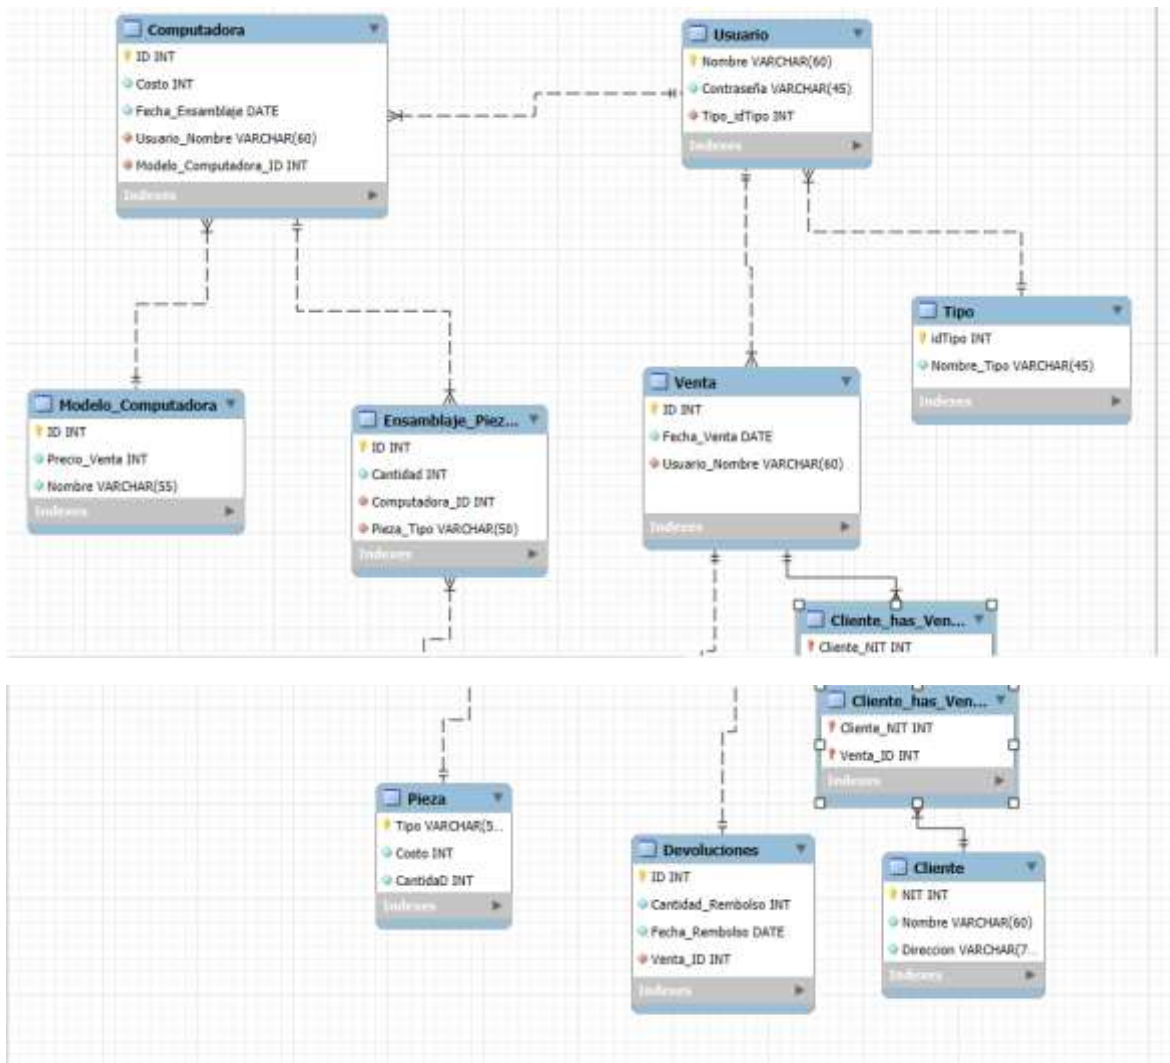 Computadora
ID INT
Costo INT
Fecha_Ensamblaje DATE
Usuario_Nombre VARCHAR(60)
Modelo_Computadora_ID INT
Indexes
Usuario
Nombre VARCHAR(60)
Contraseña VARCHAR(45)
Tipo_idTipo INT
Indexes
Tipo
idTipo INT
Nombre_Tipo VARCHAR(45)
Indexes
Modelo_Computadora
ID INT
Precio_Venta INT
Nombre VARCHAR(55)
Indexes
Ensamblaje_Piez...
ID INT
Cantidad INT
Computadora_ID INT
Pieza_Tipo VARCHAR(50)
Indexes
Venta
ID INT
Fecha_Venta DATE
Usuario_Nombre VARCHAR(60)
Indexes
Cliente_has_Ven...
Cliente_NIT INT
Cliente_has_Ven...
Cliente_NIT INT
Venta_ID INT
Indexes
Pieza
Tipo VARCHAR(5...
Costo INT
CantidaD INT
Indexes
Devoluciones
ID INT
Cantidad_Rembolso INT
Fecha_Rembolso DATE
Venta_ID INT
Indexes
Cliente
NIT INT
Nombre VARCHAR(60)
Direccion VARCHAR(7...
Indexes